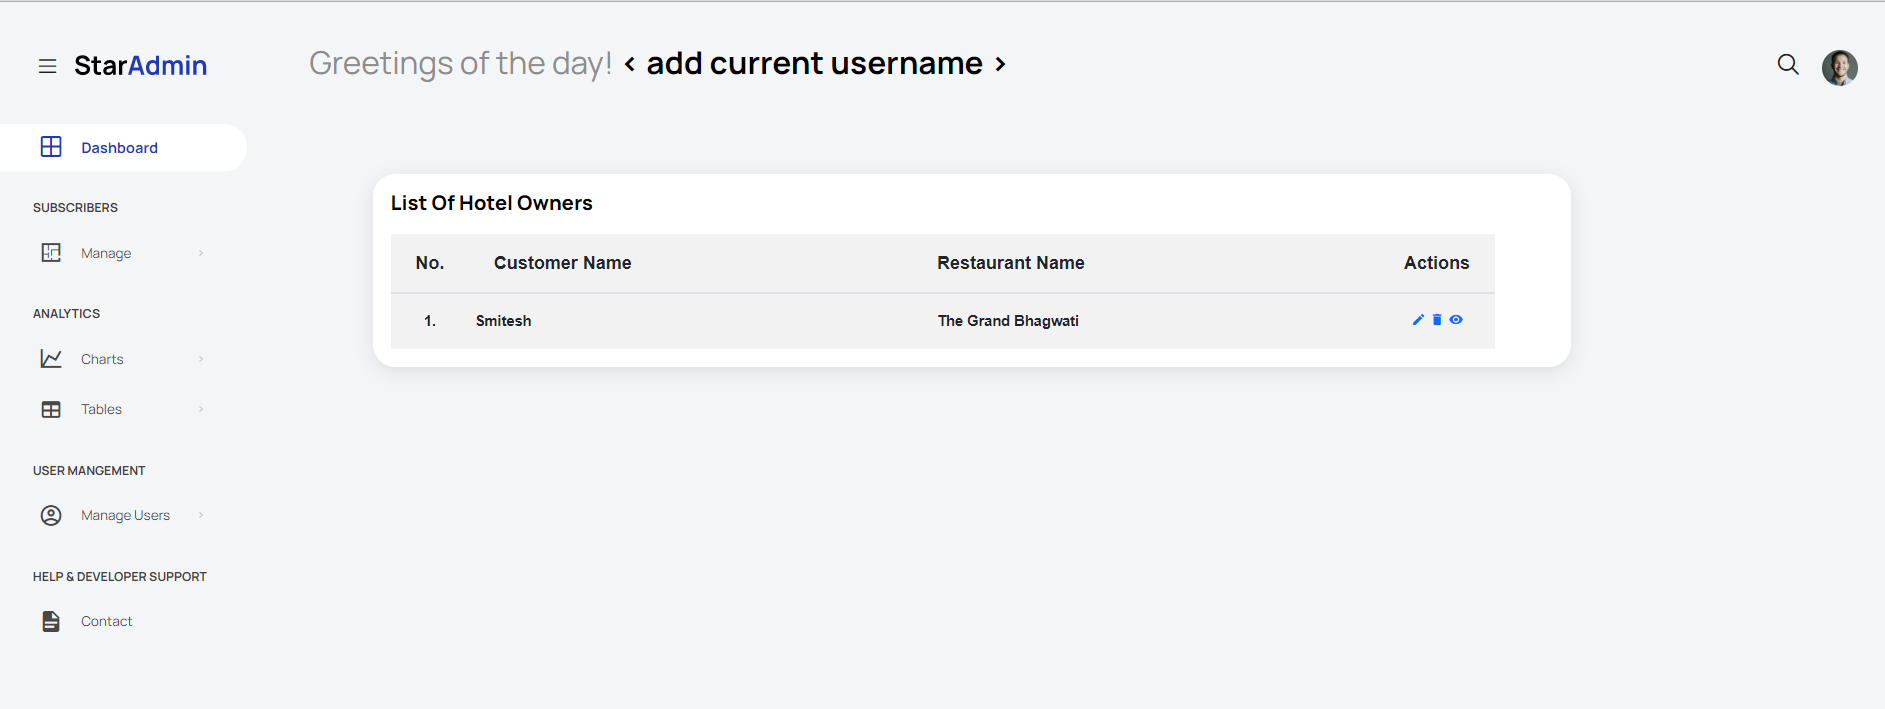 StarAdmin
Greetings of the day! < add current username >
Dashboard
SUBSCRIBERS
Manage
ANALYTICS
Charts
Tables
USER MANGEMENT
Manage Users
HELP & DEVELOPER SUPPORT
Contact
List Of Hotel Owners
No. Customer Name Restaurant Name Actions
1. Smitesh The Grand Bhagwati